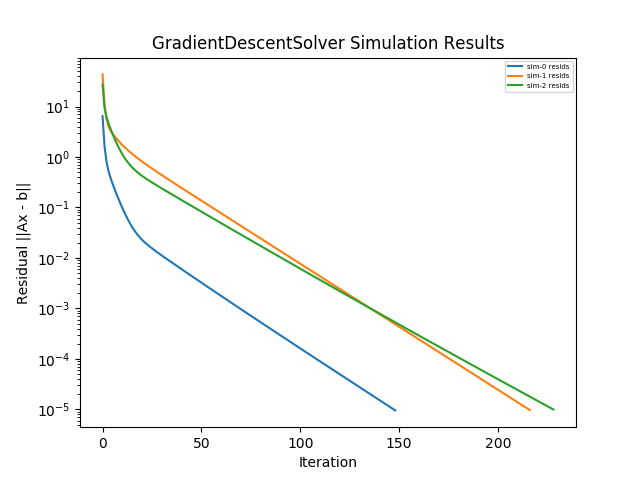 GradientDescentSolver Simulation Results
sim-0 resids
sim-1 resids
sim-2 resids
10¹
10⁰
10⁻¹
10⁻²
10⁻³
10⁻⁴
10⁻⁵
Residual ||Ax - b||
0 50 100 150 200
Iteration